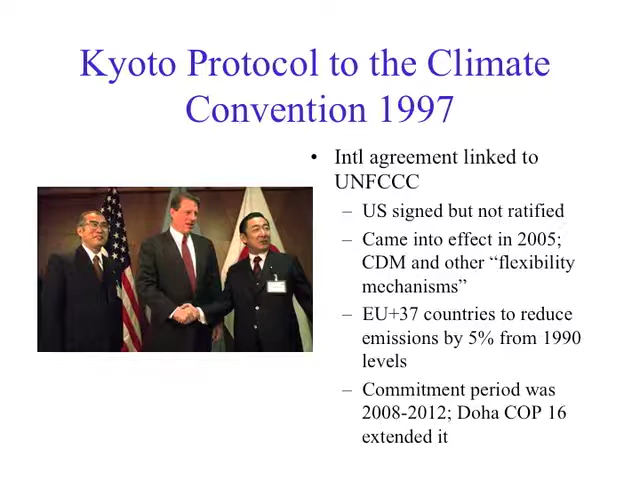 Kyoto Protocol to the Climate
Convention 1997
• Intl agreement linked to
UNFCCC
– US signed but not ratified
– Came into effect in 2005;
CDM and other “flexibility
mechanisms”
– EU+37 countries to reduce
emissions by 5% from 1990
levels
– Commitment period was
2008-2012; Doha COP 16
extended it